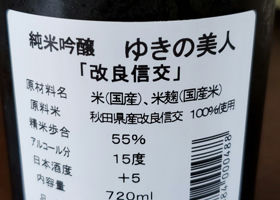 純米吟醸 ゆきの美人
「改良信交」
原材料名 米(国産)、米麹(国産米)
原料米 秋田県産改良信交 100%使用
精米歩合 55%
アルコール分 15度
日本酒度 +5
内容量 720ml
84000488